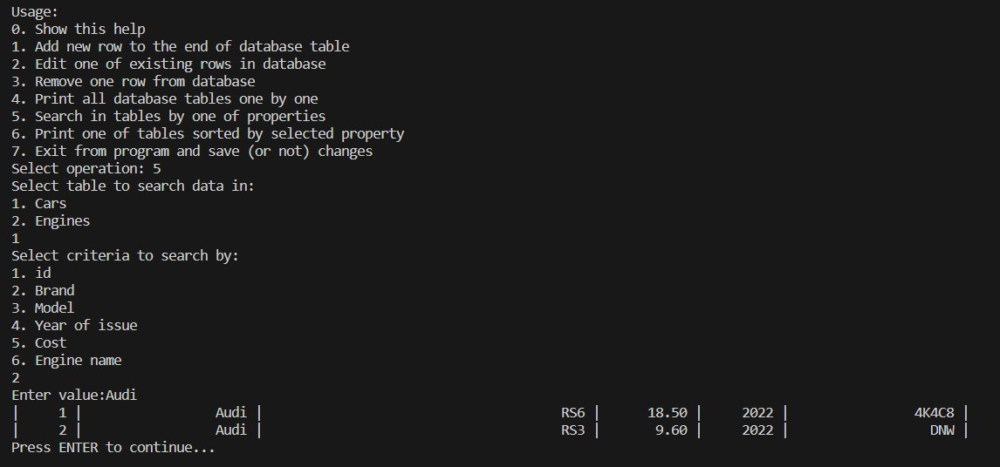 Usage:
0. Show this help
1. Add new row to the end of database table
2. Edit one of existing rows in database
3. Remove one row from database
4. Print all database tables one by one
5. Search in tables by one of properties
6. Print one of tables sorted by selected property
7. Exit from program and save (or not) changes
Select operation: 5
Select table to search data in:
1. Cars
2. Engines
1
Select criteria to search by:
1. id
2. Brand
3. Model
4. Year of issue
5. Cost
6. Engine name
2
Enter value:Audi
| 1 | Audi | RS6 | 18.50 | 2022 | 4K4C8 |
| 2 | Audi | RS3 | 9.60 | 2022 | DNW |
Press ENTER to continue...